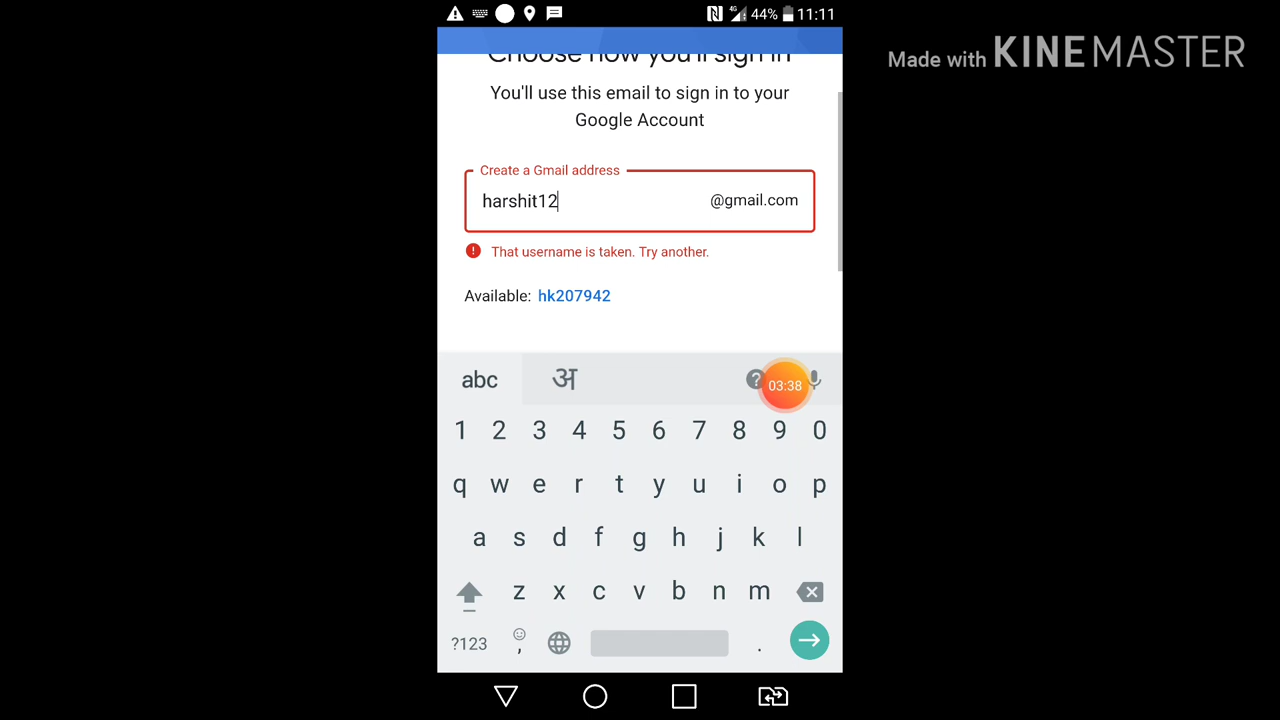 4G 44% 11:11
Made with KINEMASTER
Choose how you'll sign in
You'll use this email to sign in to your
Google Account
Create a Gmail address
harshit12 @gmail.com
! That username is taken. Try another.
Available: hk207942
abc अ ? 03:38
1 2 3 4 5 6 7 8 9 0
q w e r t y u i o p
a s d f g h j k l
z x c v b n m
?123 , .